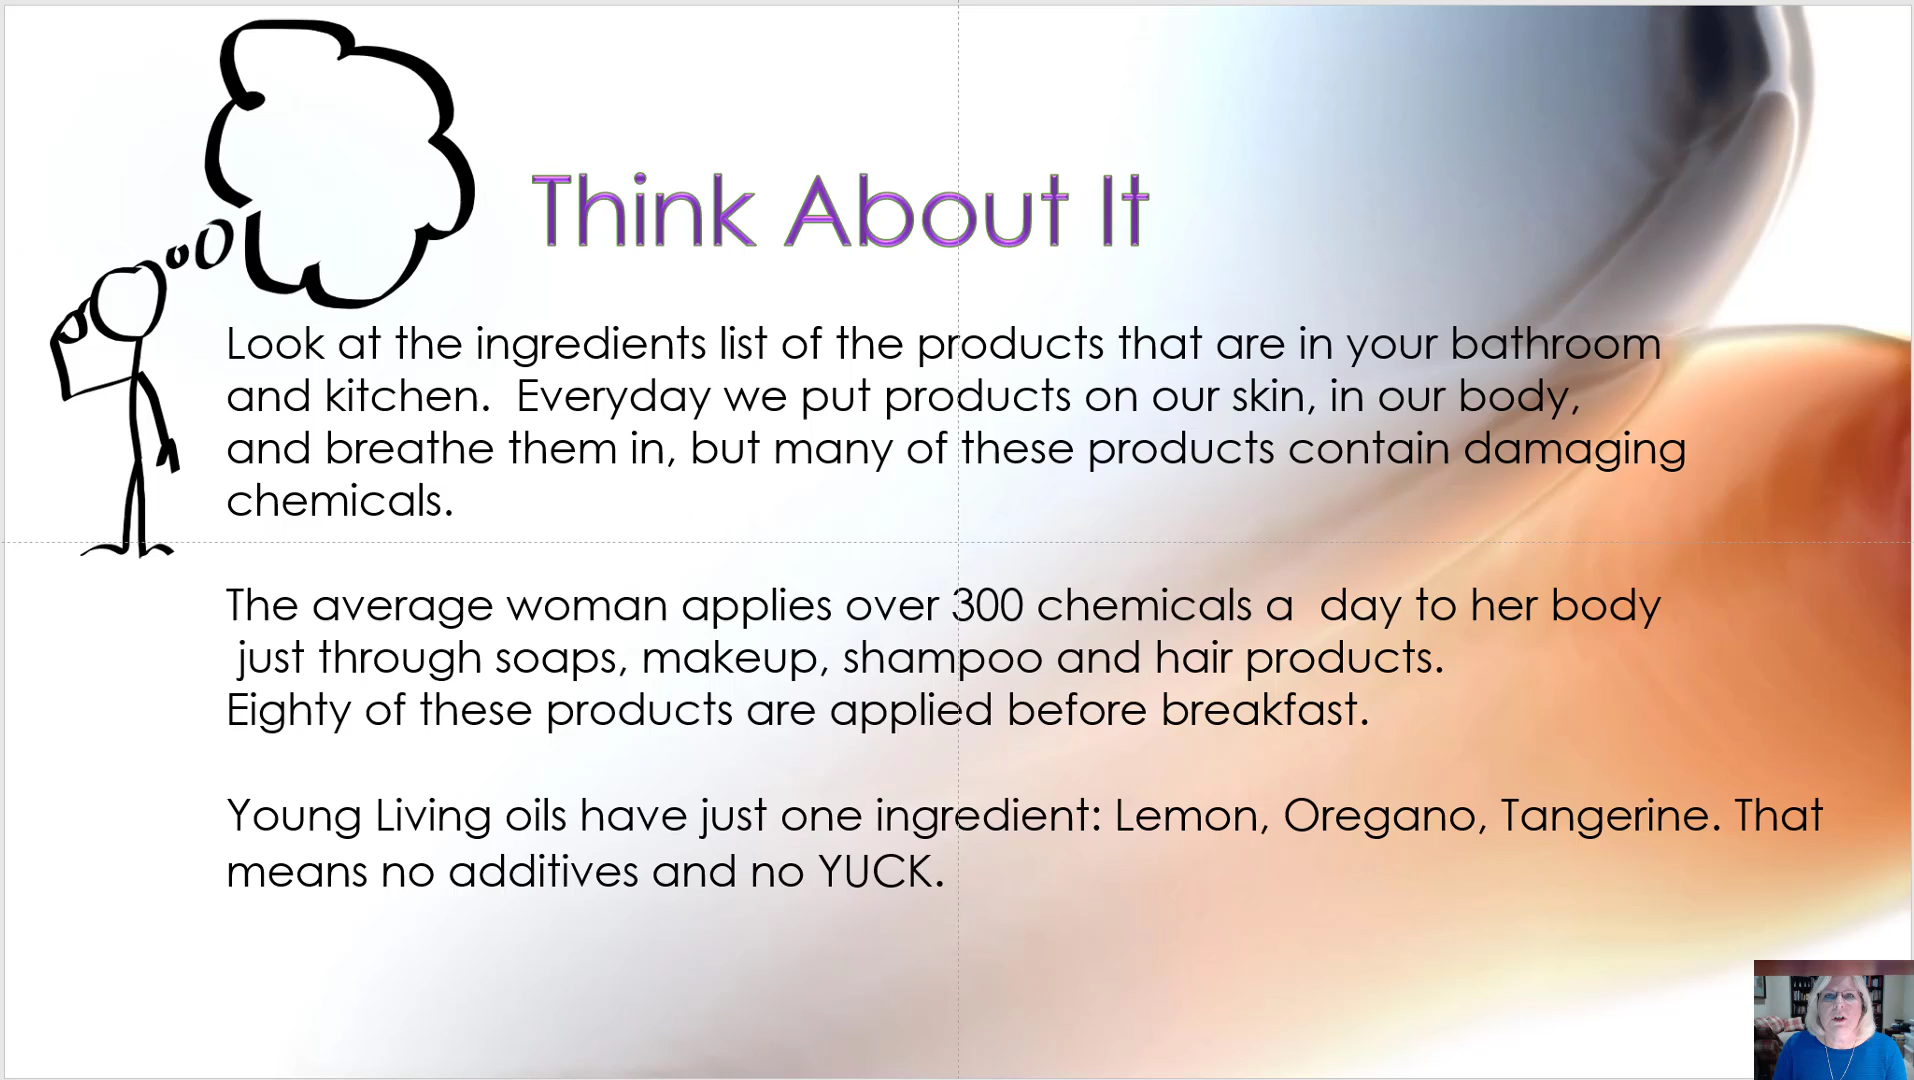 Think About It
Look at the ingredients list of the products that are in your bathroom
and kitchen.  Everyday we put products on our skin, in our body,
and breathe them in, but many of these products contain damaging
chemicals.
The average woman applies over 300 chemicals a  day to her body
just through soaps, makeup, shampoo and hair products.
Eighty of these products are applied before breakfast.
Young Living oils have just one ingredient: Lemon, Oregano, Tangerine. That
means no additives and no YUCK.